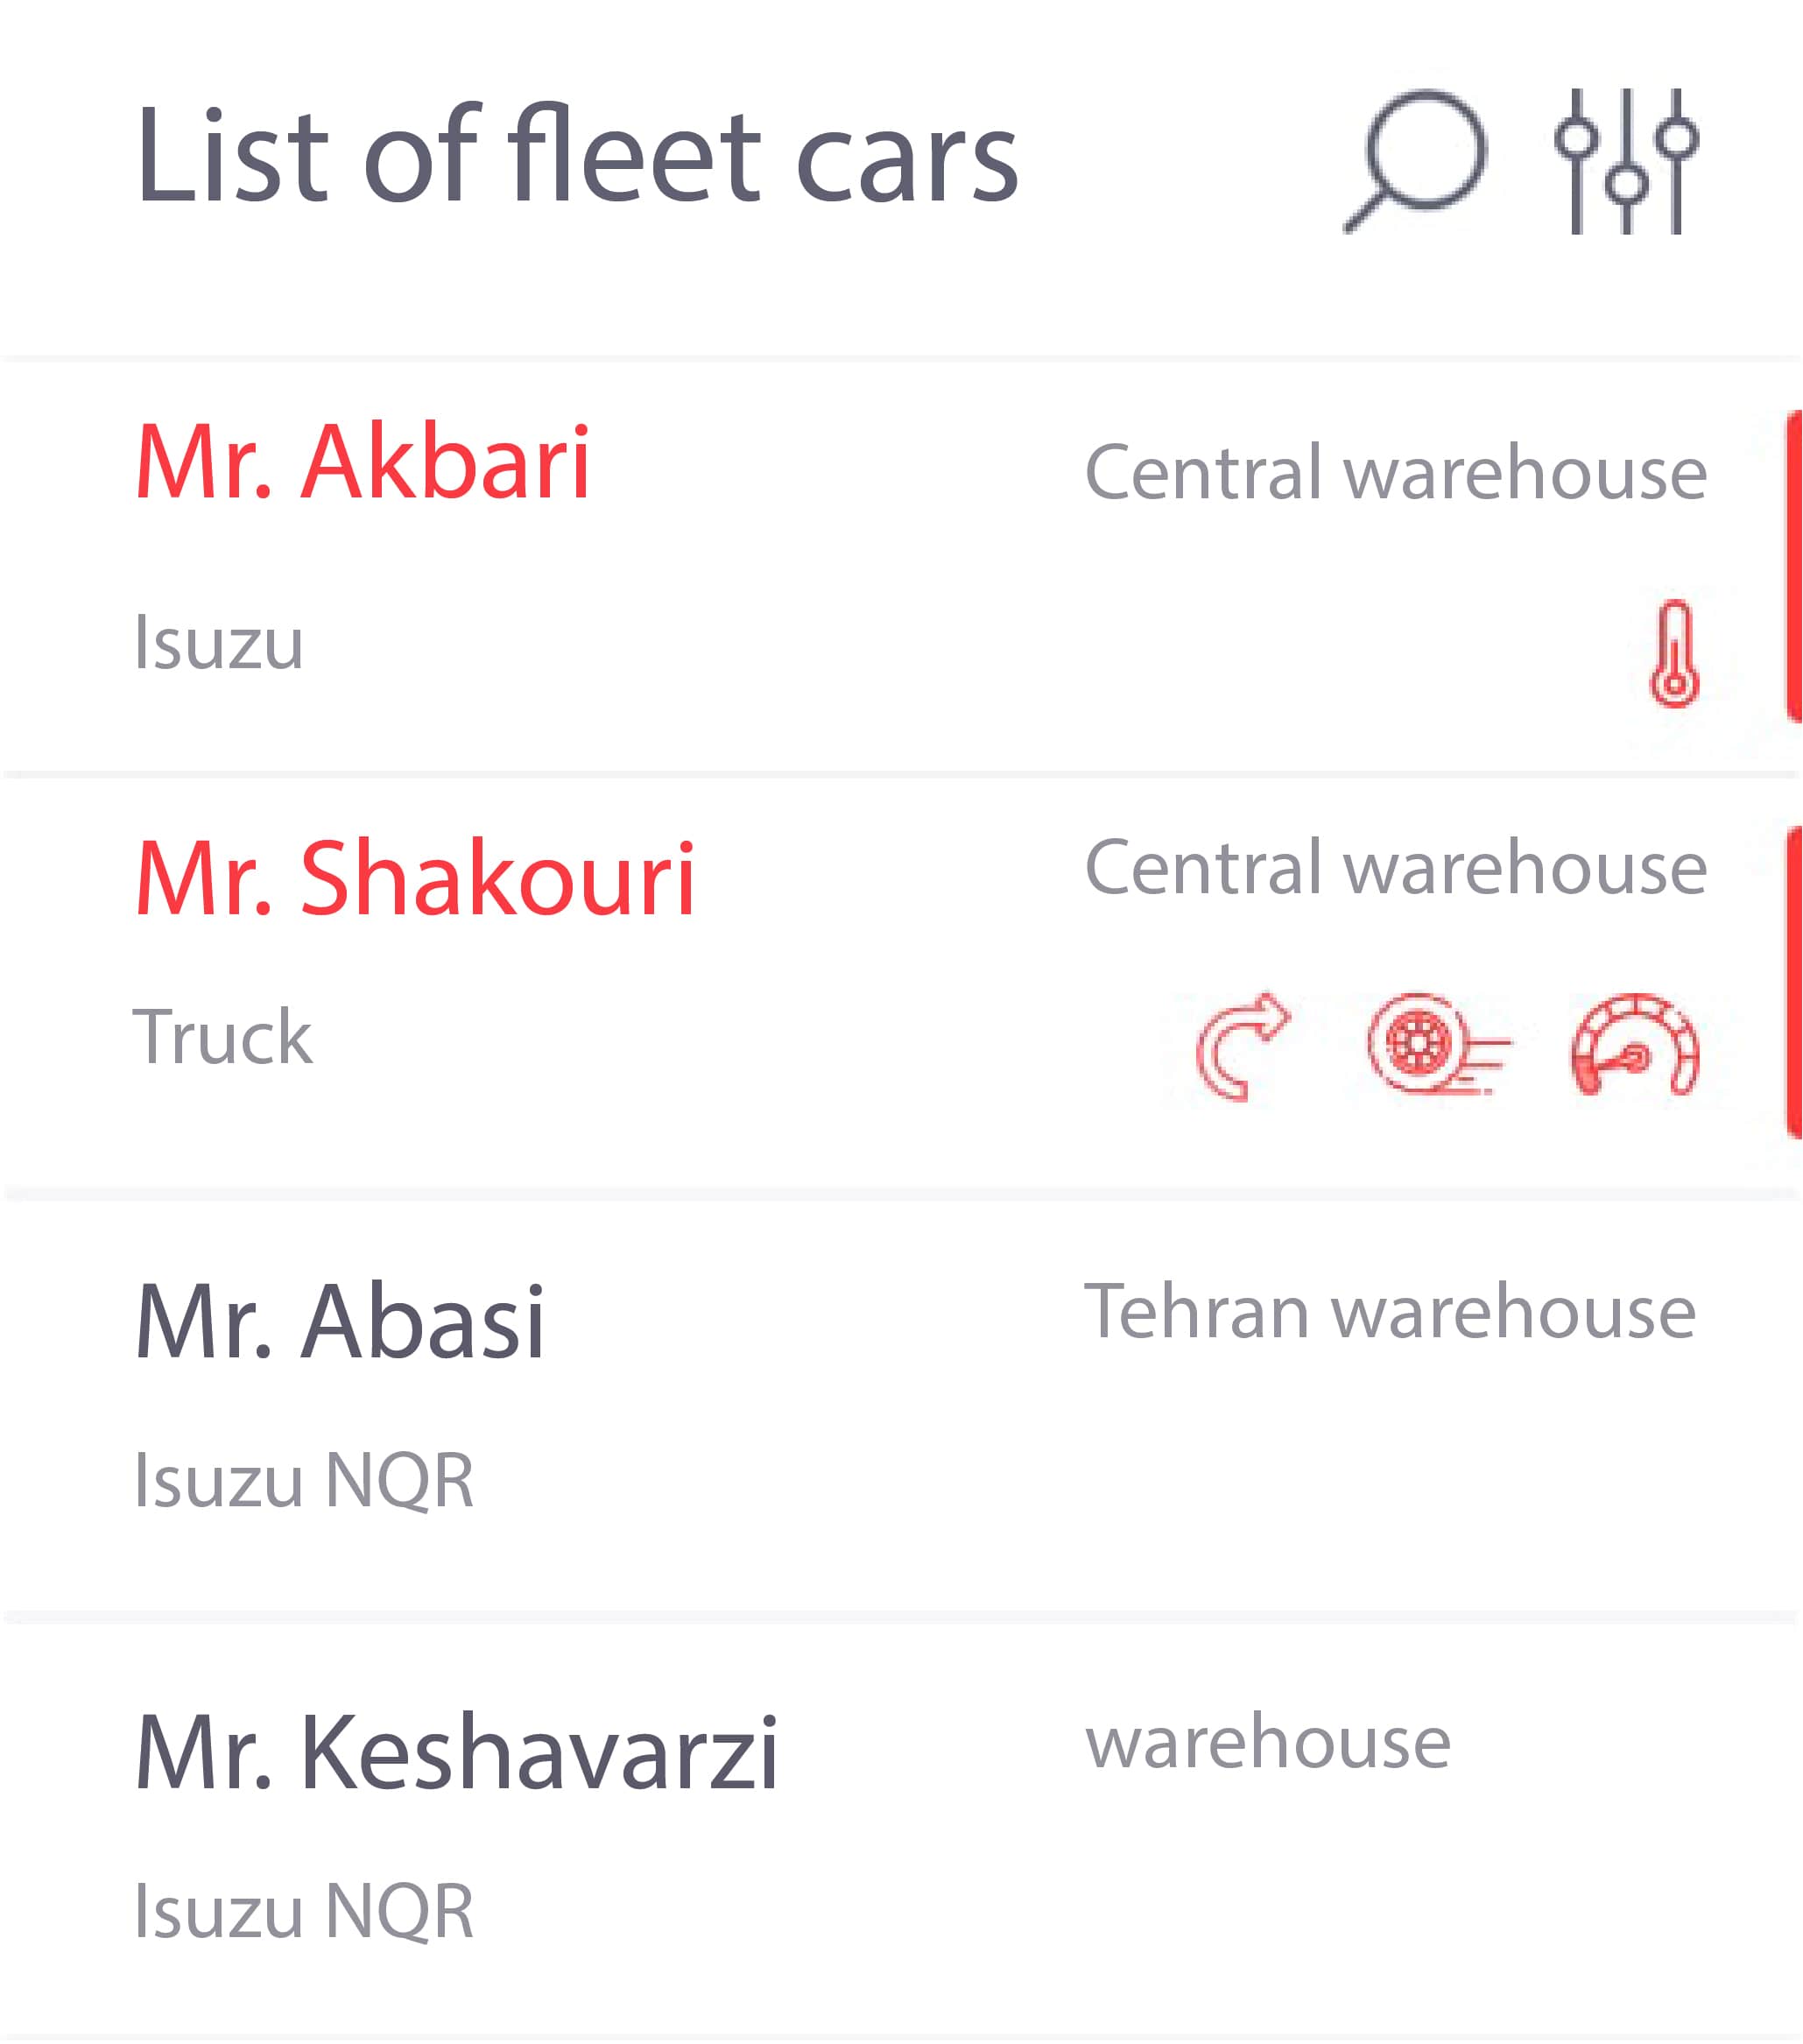 List of fleet cars
Mr. Akbari
Central warehouse
Isuzu
Mr. Shakouri
Central warehouse
Truck
Mr. Abasi
Tehran warehouse
Isuzu NQR
Mr. Keshavarzi
warehouse
Isuzu NQR